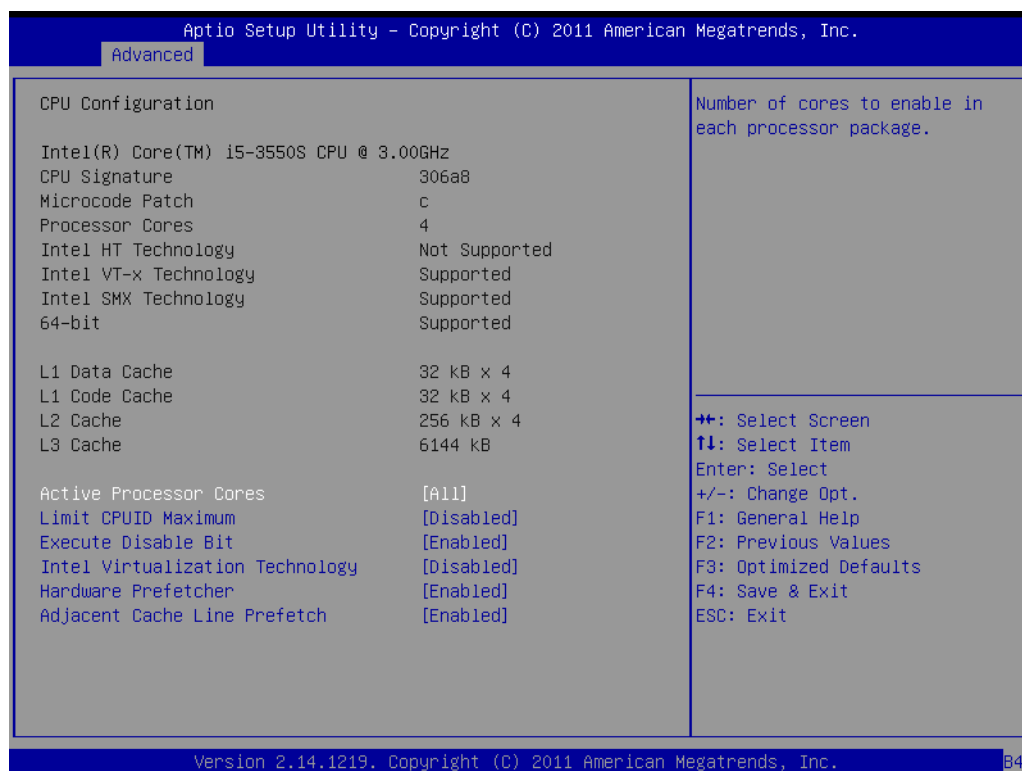 Aptio Setup Utility – Copyright (C) 2011 American Megatrends, Inc.
Advanced
CPU Configuration
Intel(R) Core(TM) i5-3550S CPU @ 3.00GHz
CPU Signature 306a8
Microcode Patch c
Processor Cores 4
Intel HT Technology Not Supported
Intel VT-x Technology Supported
Intel SMX Technology Supported
64-bit Supported
L1 Data Cache 32 kB x 4
L1 Code Cache 32 kB x 4
L2 Cache 256 kB x 4
L3 Cache 6144 kB
Active Processor Cores [All]
Limit CPUID Maximum [Disabled]
Execute Disable Bit [Enabled]
Intel Virtualization Technology [Disabled]
Hardware Prefetcher [Enabled]
Adjacent Cache Line Prefetch [Enabled]
Number of cores to enable in
each processor package.
→←: Select Screen
↑↓: Select Item
Enter: Select
+/-: Change Opt.
F1: General Help
F2: Previous Values
F3: Optimized Defaults
F4: Save & Exit
ESC: Exit
Version 2.14.1219. Copyright (C) 2011 American Megatrends, Inc.
B4